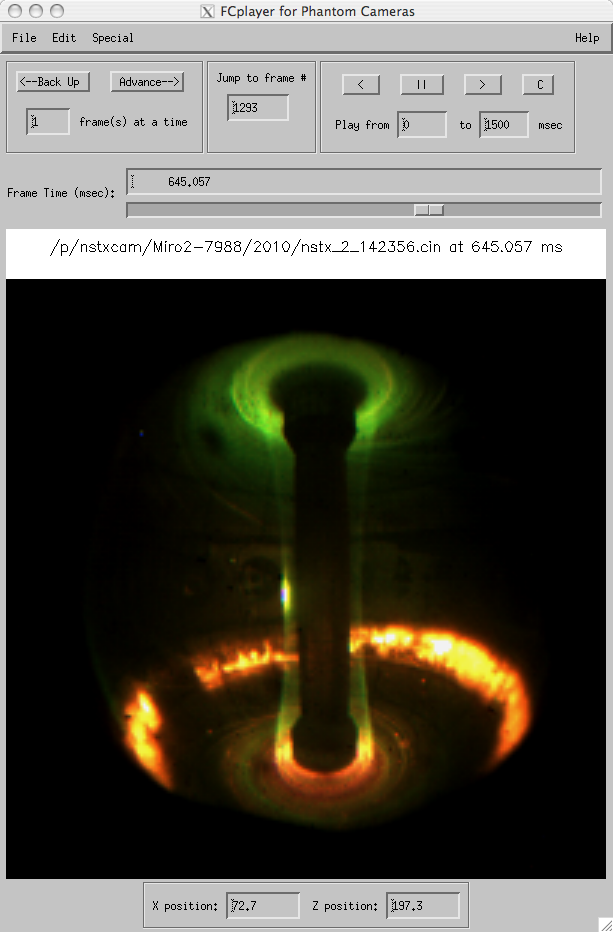 FCplayer for Phantom Cameras
File Edit Special Help
<--Back Up Advance-->
1 frame(s) at a time
Jump to frame #
1293
< || > C
Play from 0 to 1500 msec
Frame Time (msec): 645.057
/p/nstxcam/Miro2-7988/2010/nstx_2_142356.cin at 645.057 ms
X position: 72.7 Z position: 197.3